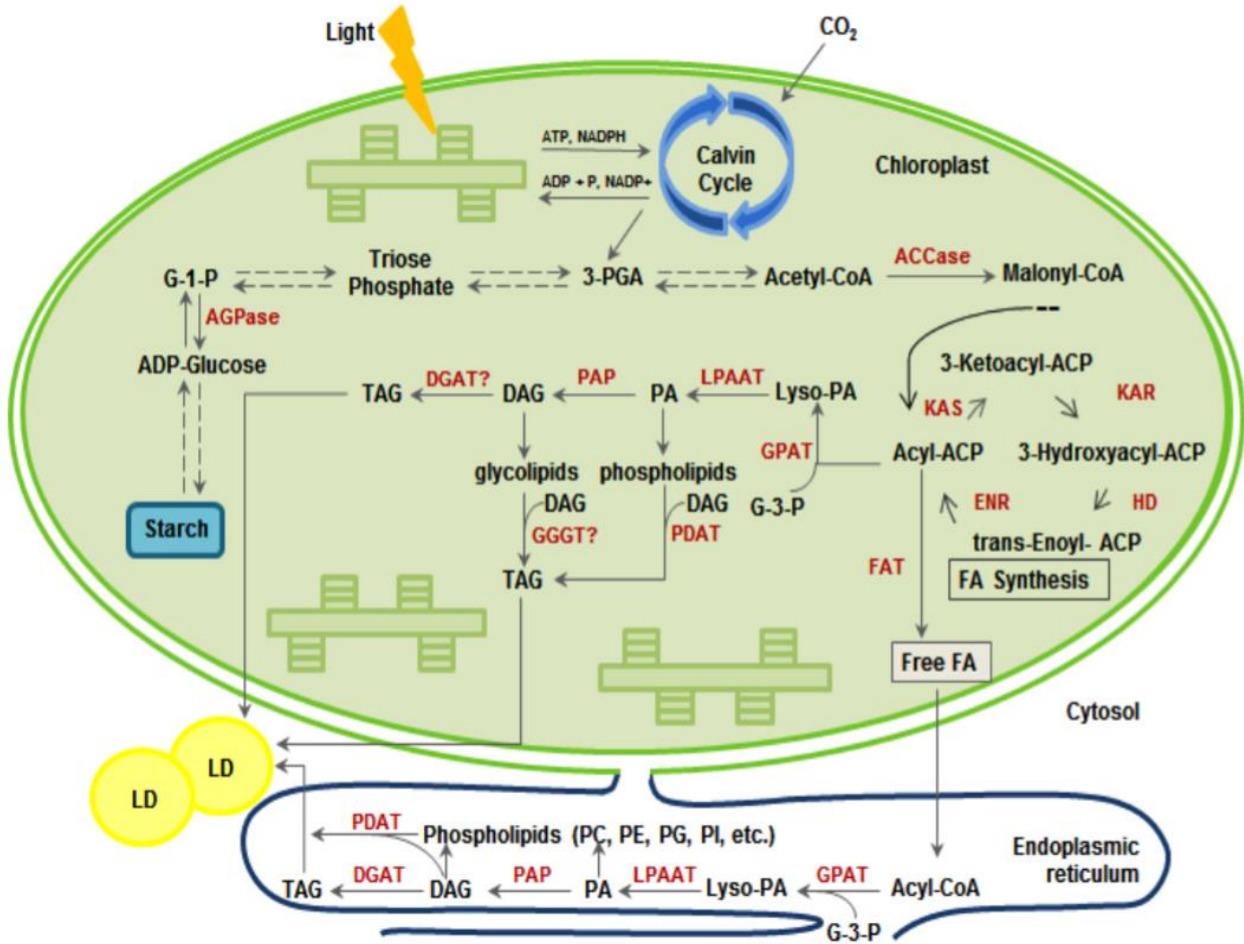 Light
CO2
ATP, NADPH
ADP + P, NADP+
Calvin
Cycle
Chloroplast
G-1-P
Triose
Phosphate
3-PGA
Acetyl-CoA
ACCase
Malonyl-CoA
--
AGPase
ADP-Glucose
Starch
TAG
DGAT?
DAG
PAP
PA
LPAAT
Lyso-PA
3-Ketoacyl-ACP
KAS
KAR
Acyl-ACP
3-Hydroxyacyl-ACP
ENR
HD
trans-Enoyl- ACP
FA Synthesis
GPAT
G-3-P
glycolipids
phospholipids
DAG
DAG
GGGT?
PDAT
TAG
FAT
Free FA
Cytosol
LD
LD
PDAT
Phospholipids (PC, PE, PG, PI, etc.)
Endoplasmic
reticulum
TAG
DGAT
DAG
PAP
PA
LPAAT
Lyso-PA
GPAT
Acyl-CoA
G-3-P